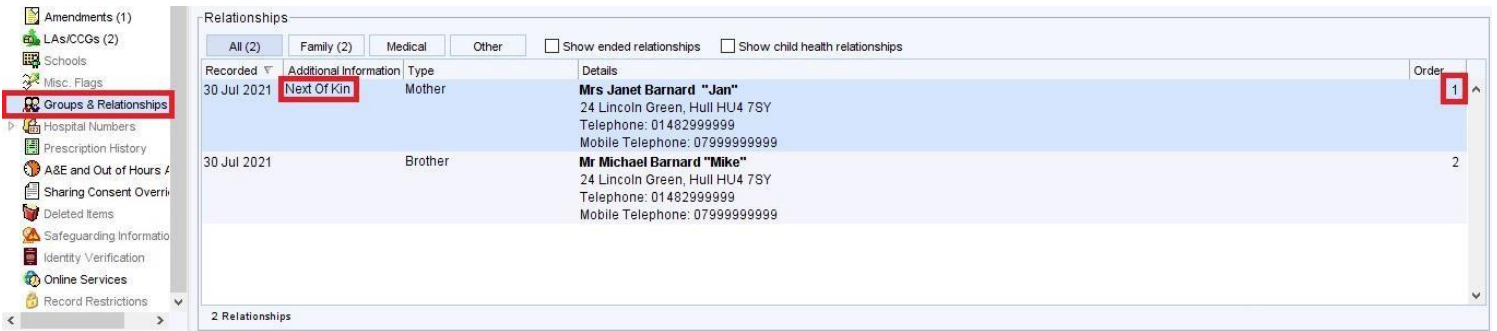 Amendments (1)
LAs/CCGs (2)
Schools
Misc. Flags
Groups & Relationships
Hospital Numbers
Prescription History
A&E and Out of Hours A
Sharing Consent Overri
Deleted Items
Safeguarding Informatio
Identity Verification
Online Services
Record Restrictions
Relationships
All (2) Family (2) Medical Other Show ended relationships Show child health relationships
Recorded Additional Information Type Details Order
30 Jul 2021 Next Of Kin Mother Mrs Janet Barnard "Jan" 1
24 Lincoln Green, Hull HU4 7SY
Telephone: 01482999999
Mobile Telephone: 07999999999
30 Jul 2021 Brother Mr Michael Barnard "Mike" 2
24 Lincoln Green, Hull HU4 7SY
Telephone: 01482999999
Mobile Telephone: 07999999999
2 Relationships